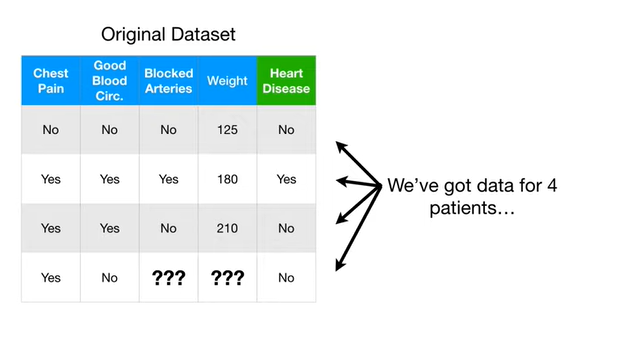 Original Dataset
Chest Pain Good Blood Circ. Blocked Arteries Weight Heart Disease
No No No 125 No
Yes Yes Yes 180 Yes
Yes Yes No 210 No
Yes No ??? ??? No
We've got data for 4
patients…